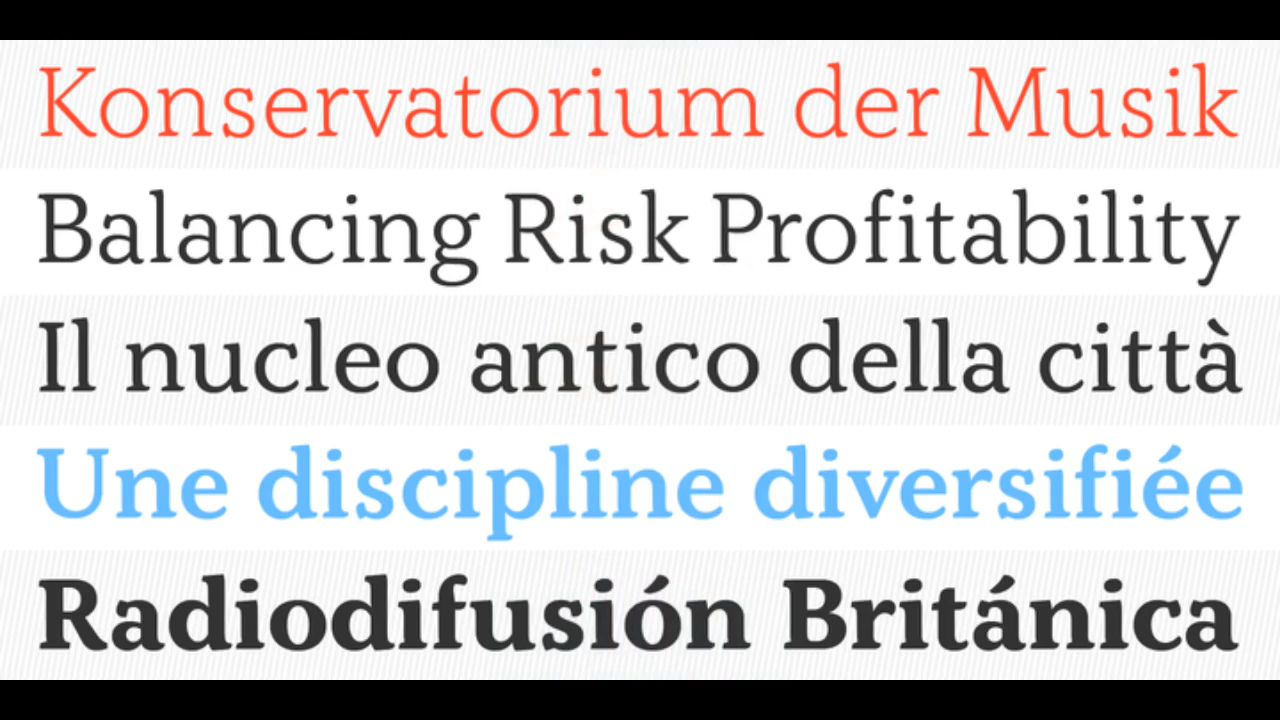 Konservatorium der Musik
Balancing Risk Profitability
Il nucleo antico della città
Une discipline diversifiée
Radiodifusión Británica